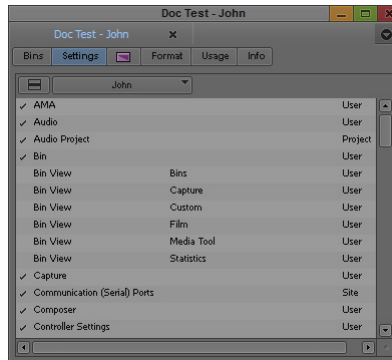 Doc Test - John
Doc Test - John
Bins Settings Format Usage Info
John
AMA User
Audio User
Audio Project Project
Bin User
Bin View Bins User
Bin View Capture User
Bin View Custom User
Bin View Film User
Bin View Media Tool User
Bin View Statistics User
Capture User
Communication (Serial) Ports Site
Composer User
Controller Settings User